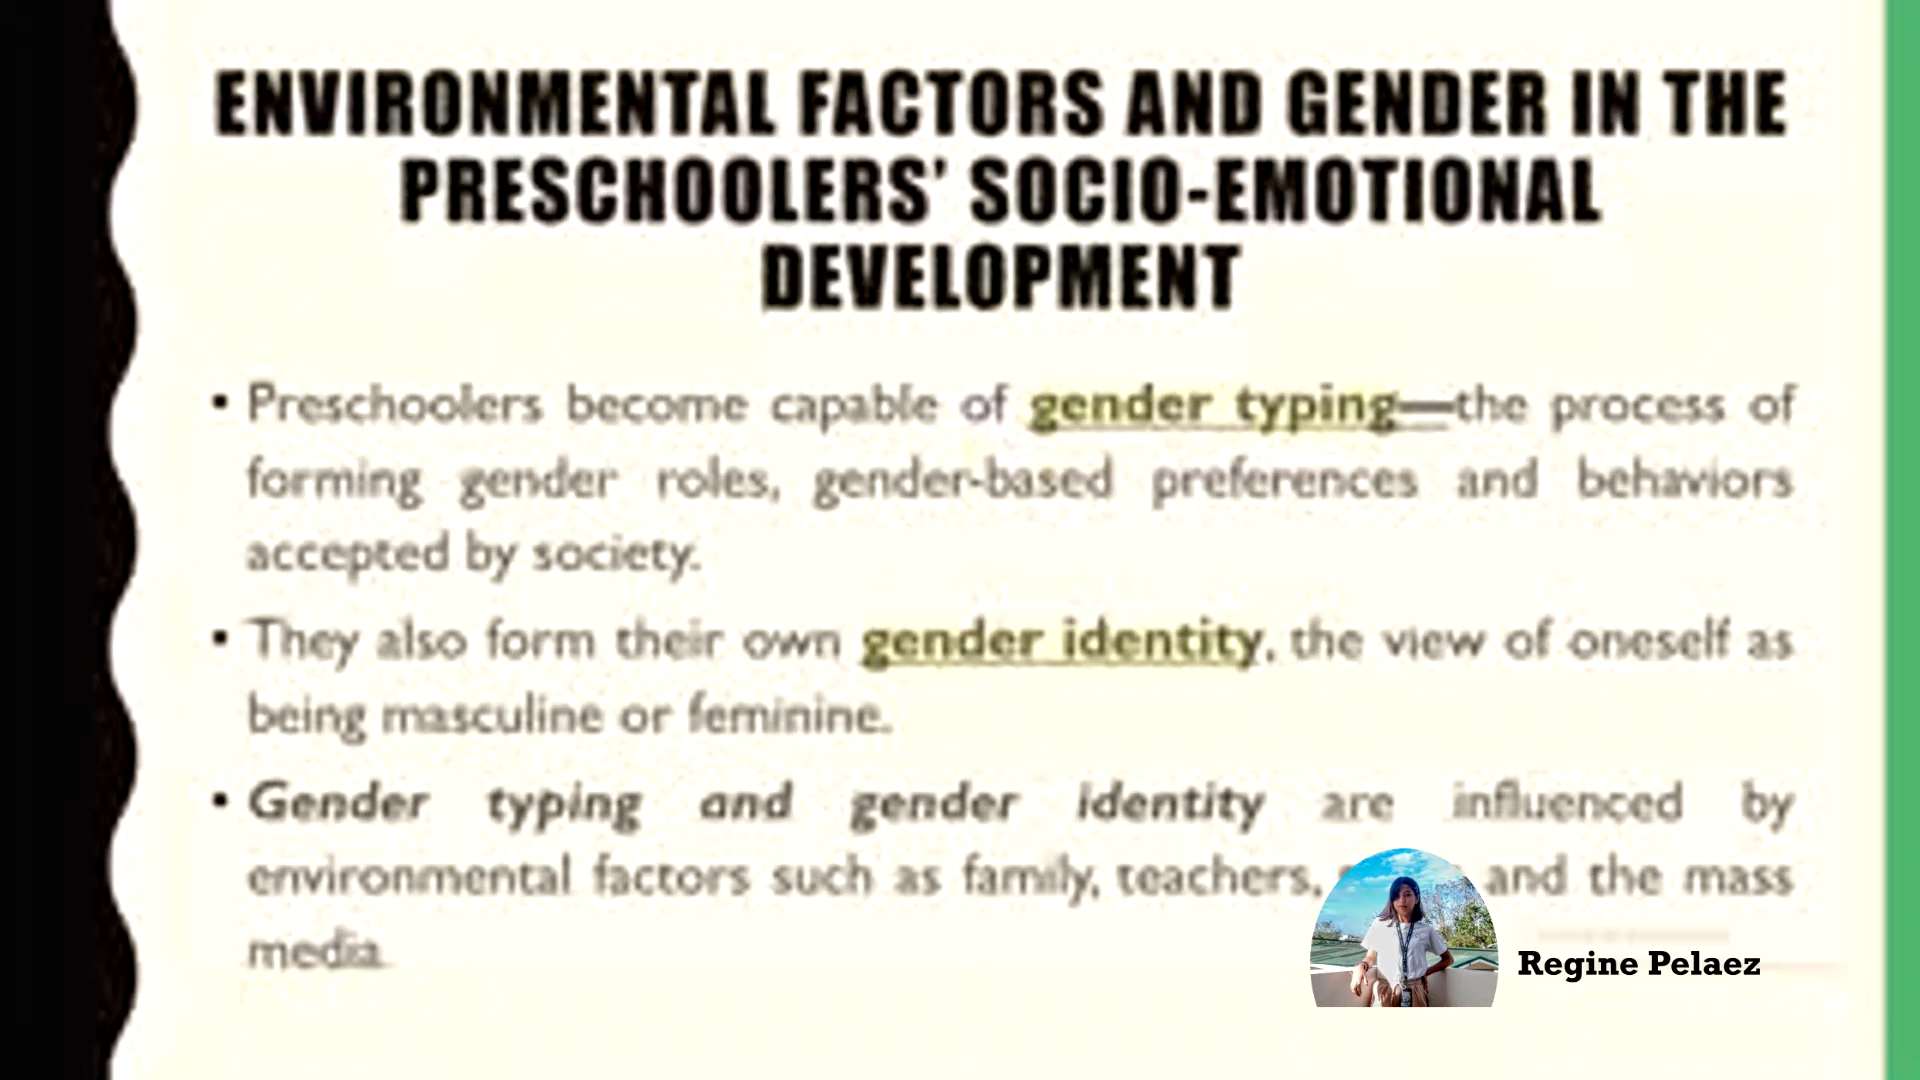 ENVIRONMENTAL FACTORS AND GENDER IN THE
PRESCHOOLERS' SOCIO-EMOTIONAL
DEVELOPMENT
• Preschoolers become capable of gender typing—the process of
forming gender roles, gender-based preferences and behaviors
accepted by society.
• They also form their own gender identity, the view of oneself as
being masculine or feminine.
• Gender typing and gender identity are influenced by
environmental factors such as family, teachers, and the mass
media.
Regine Pelaez